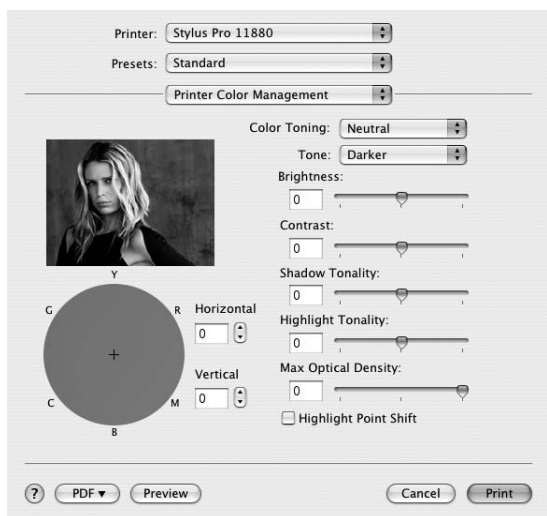 Printer: Stylus Pro 11880
Presets: Standard
Printer Color Management
Color Toning: Neutral
Tone: Darker
Brightness:
0
Contrast:
0
Shadow Tonality:
0
Highlight Tonality:
0
Max Optical Density:
0
Highlight Point Shift
Y
G
R
C
M
B
Horizontal
0
Vertical
0
? PDF▼ Preview Cancel Print